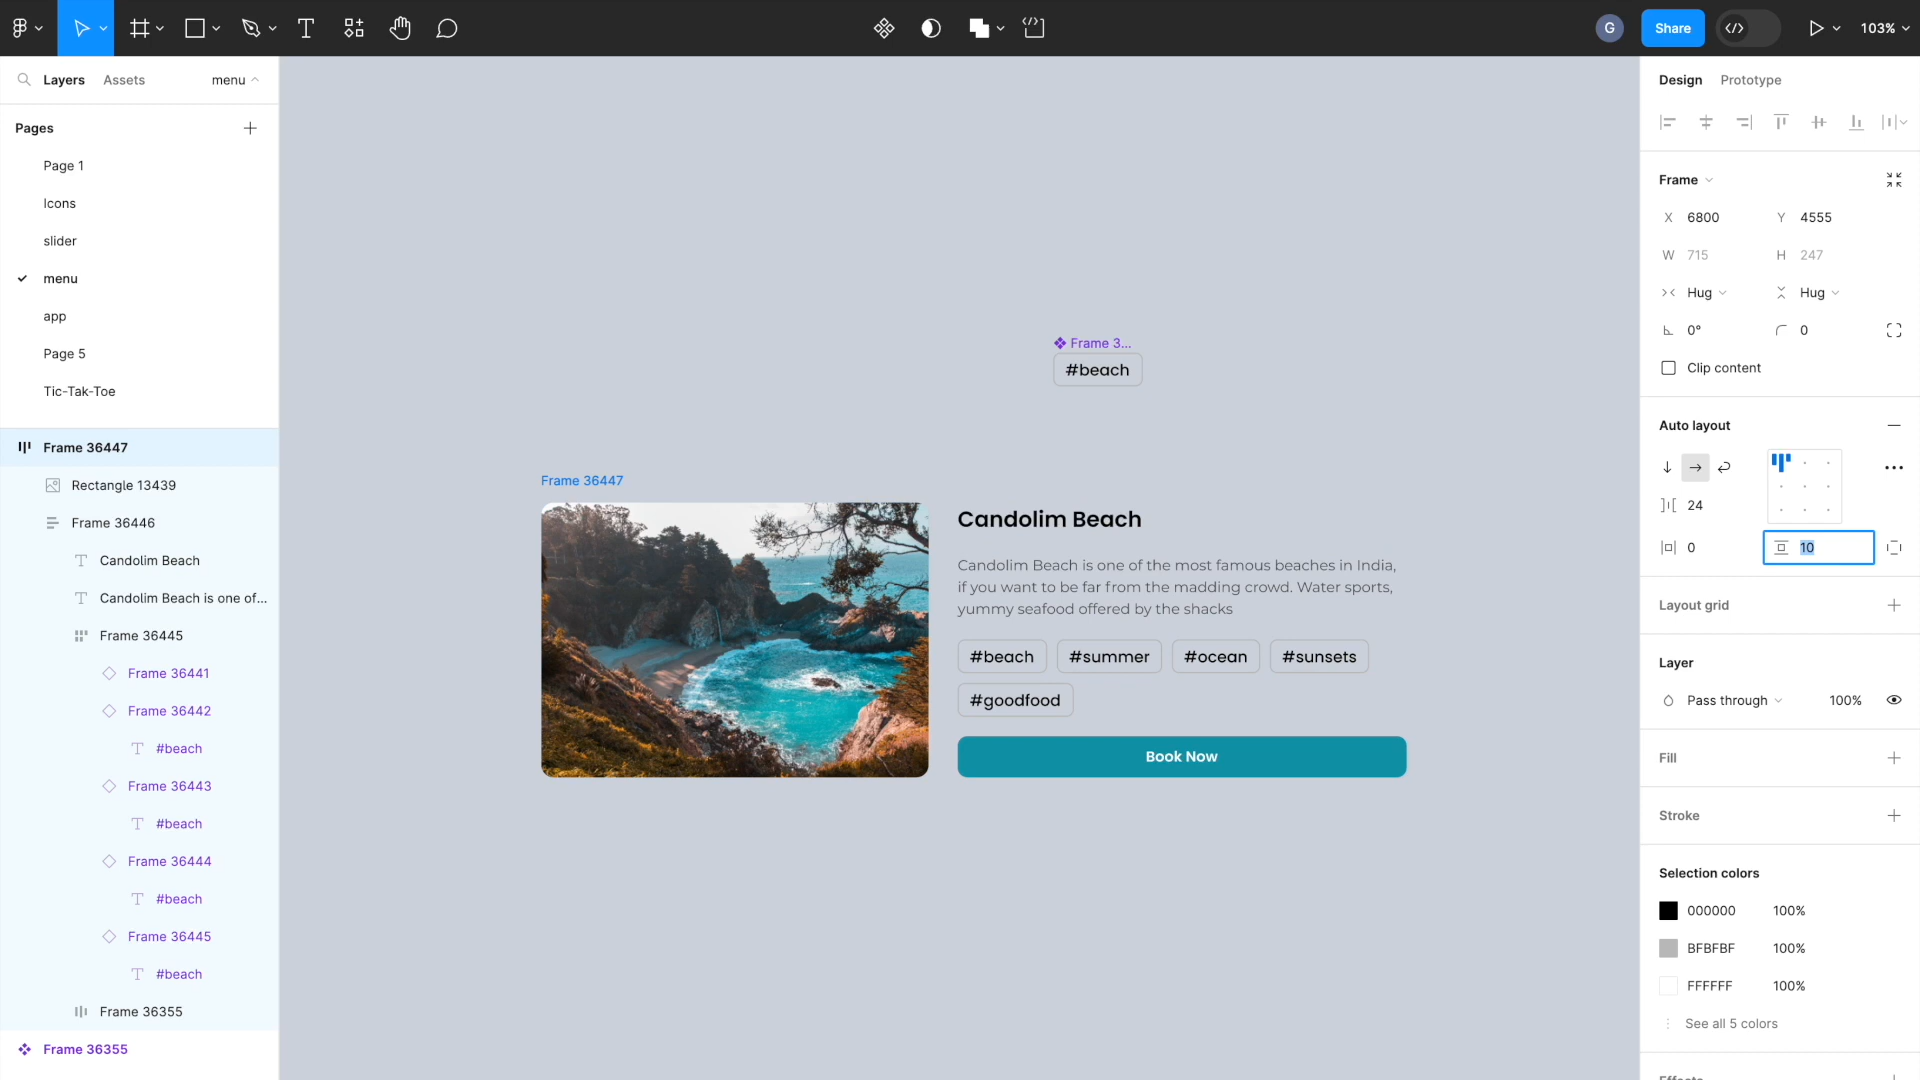 G
Share
103%
Layers
Assets
menu
Pages
Page 1
Icons
slider
menu
app
Page 5
Tic-Tak-Toe
Frame 36447
Rectangle 13439
Frame 36446
Candolim Beach
Candolim Beach is one of...
Frame 36445
Frame 36441
Frame 36442
#beach
Frame 36443
#beach
Frame 36444
#beach
Frame 36445
#beach
Frame 36355
Frame 36355
Frame 3...
#beach
Frame 36447
Candolim Beach
Candolim Beach is one of the most famous beaches in India,
if you want to be far from the madding crowd. Water sports,
yummy seafood offered by the shacks
#beach #summer #ocean #sunsets
#goodfood
Book Now
Design Prototype
Frame
X 6800 Y 4555
W 715 H 247
Hug Hug
0° 0
Clip content
Auto layout
24
0 10
Layout grid
Layer
Pass through 100%
Fill
Stroke
Selection colors
000000 100%
BFBFBF 100%
FFFFFF 100%
See all 5 colors
Effects